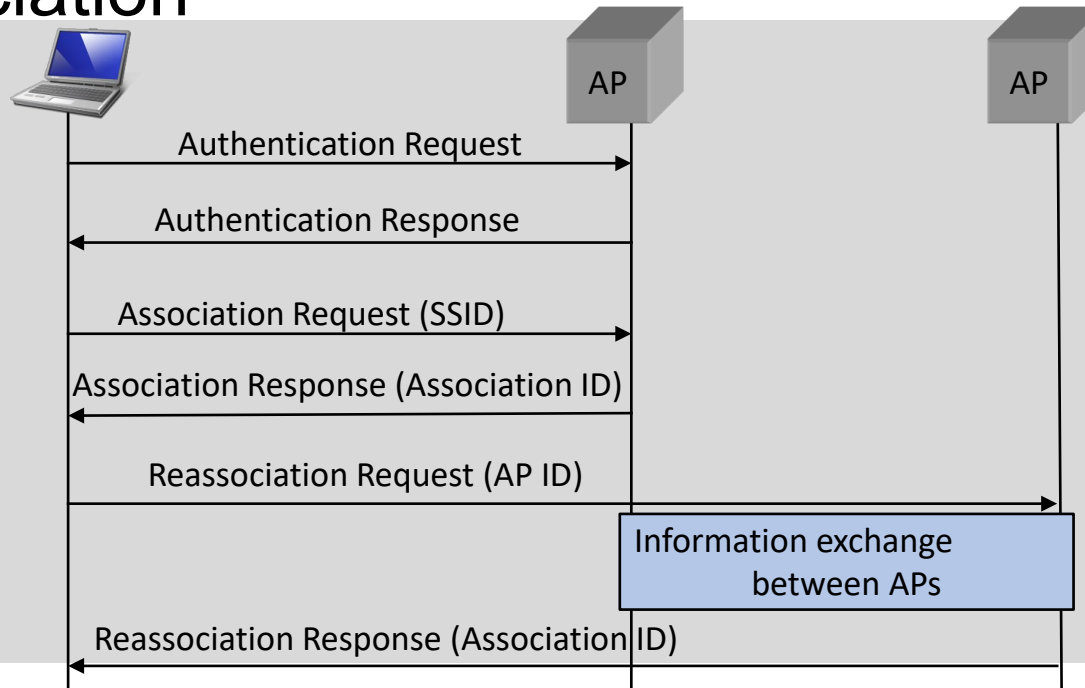 AP
AP
Authentication Request
Authentication Response
Association Request (SSID)
Association Response (Association ID)
Reassociation Request (AP ID)
Information exchange
between APs
Reassociation Response (Association ID)